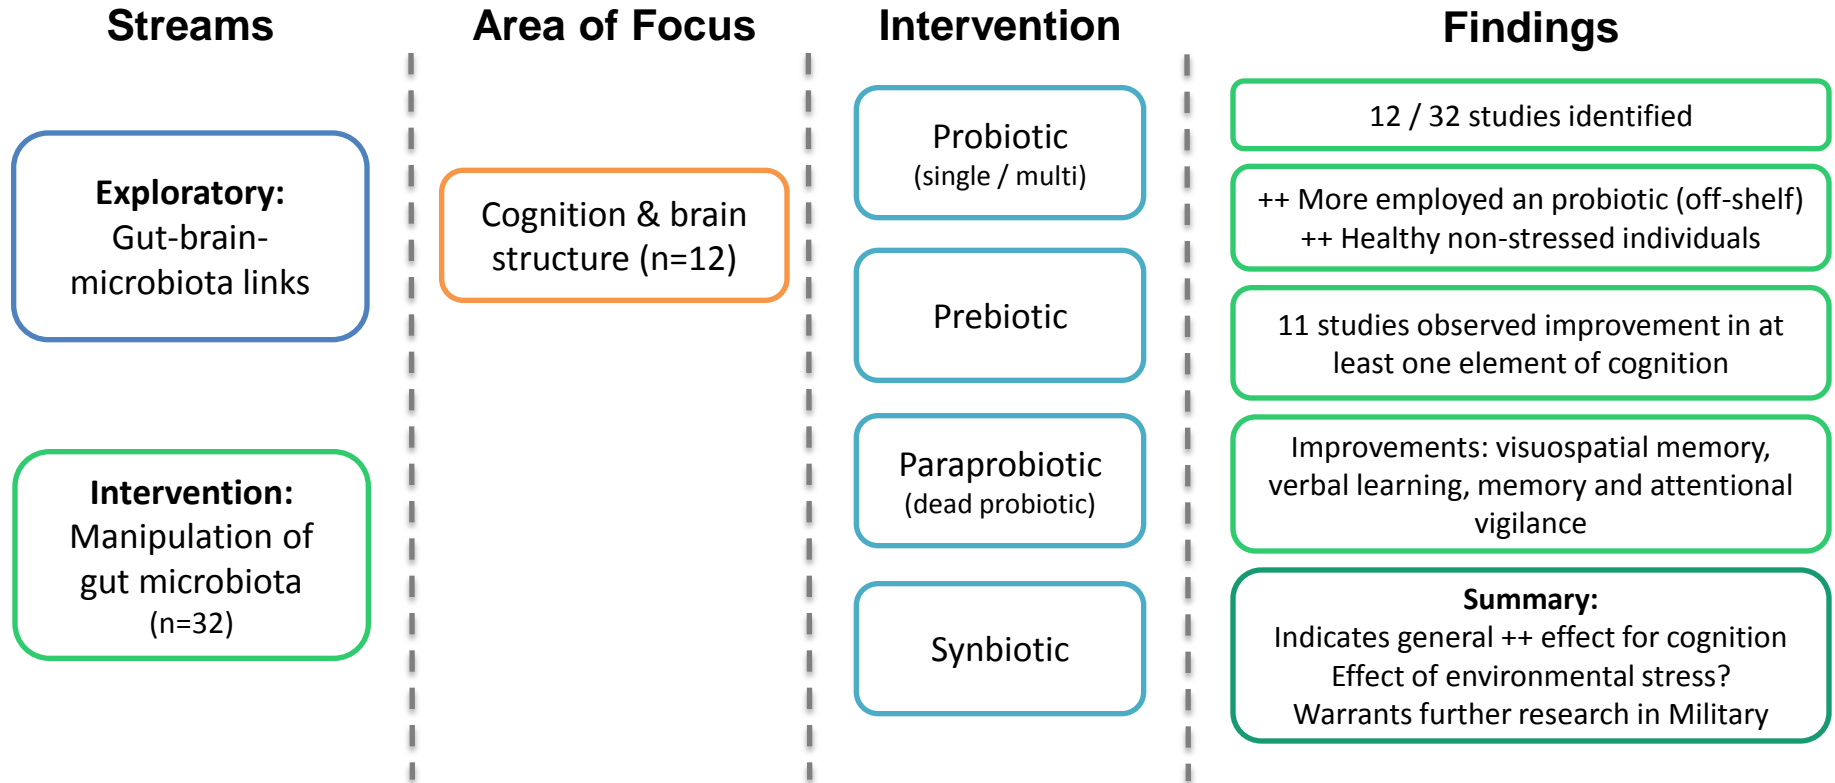 Streams
Exploratory:
Gut-brain-
microbiota links
Intervention:
Manipulation of
gut microbiota
(n=32)
Area of Focus
Cognition & brain
structure (n=12)
Intervention
Probiotic
(single / multi)
Prebiotic
Paraprobiotic
(dead probiotic)
Synbiotic
Findings
12 / 32 studies identified
++ More employed an probiotic (off-shelf)
++ Healthy non-stressed individuals
11 studies observed improvement in at
least one element of cognition
Improvements: visuospatial memory,
verbal learning, memory and attentional
vigilance
Summary:
Indicates general ++ effect for cognition
Effect of environmental stress?
Warrants further research in Military